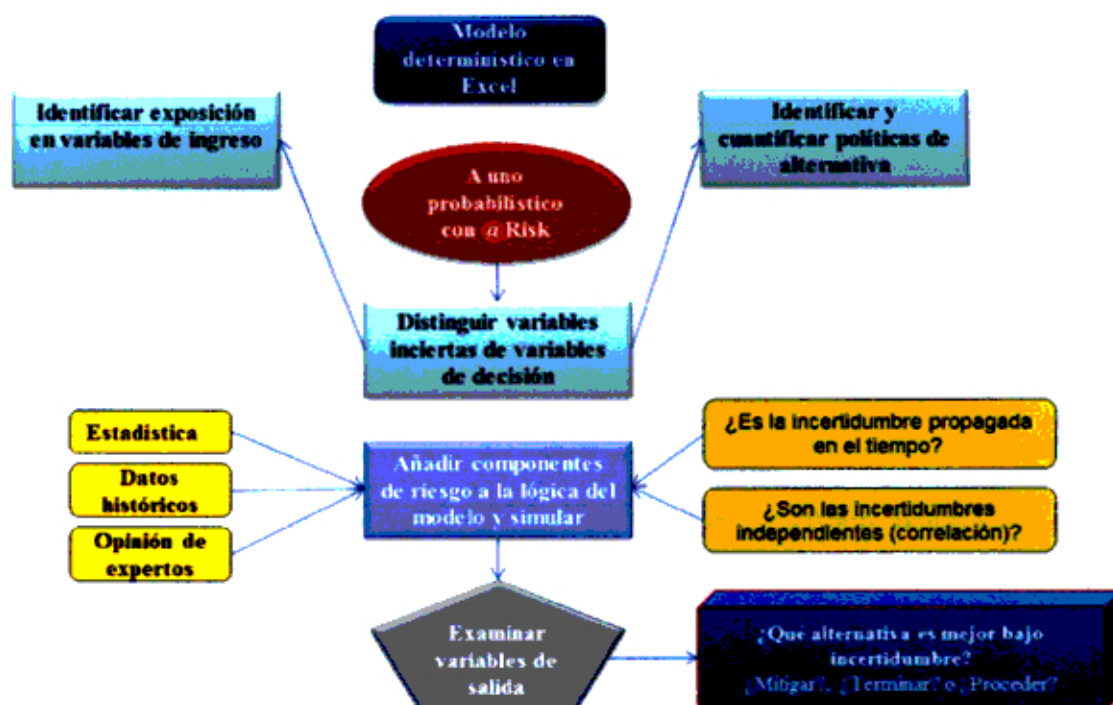 Modelo
determinístico en
Excel
Identificar exposición
en variables de ingreso
Identificar y
cuantificar políticas de
alternativa
A uno
probabilístico
con @Risk
Distinguir variables
inciertas de variables
de decisión
Estadística
Datos
históricos
Opinión de
expertos
Añadir componentes
de riesgo a la lógica del
modelo y simular
¿Es la incertidumbre propagada
en el tiempo?
¿Son las incertidumbres
independientes (correlación)?
Examinar
variables de
salida
¿Qué alternativa es mejor bajo
incertidumbre?
¿Mitigar?, ¿Terminar? o ¿Proceder?